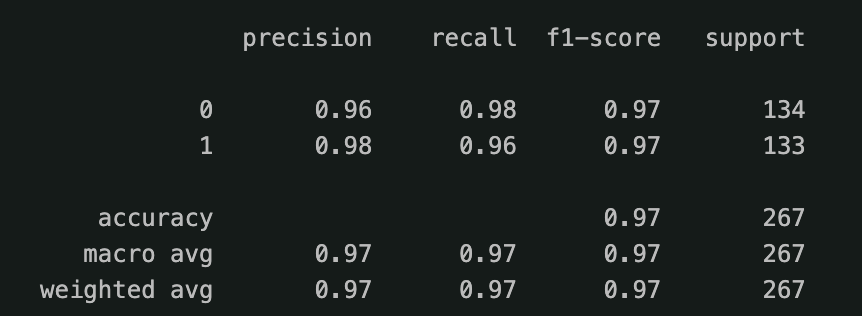 precision recall f1-score support
0 0.96 0.98 0.97 134
1 0.98 0.96 0.97 133
accuracy 0.97 267
macro avg 0.97 0.97 0.97 267
weighted avg 0.97 0.97 0.97 267